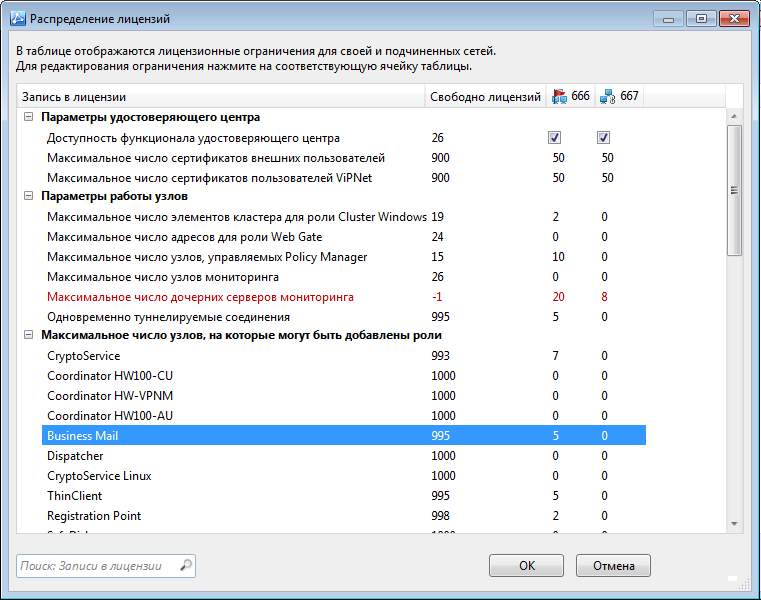 Распределение лицензий
В таблице отображаются лицензионные ограничения для своей и подчиненных сетей.
Для редактирования ограничения нажмите на соответствующую ячейку таблицы.
Запись в лицензии Свободно лицензий 666 667
Параметры удостоверяющего центра
Доступность функционала удостоверяющего центра 26
Максимальное число сертификатов внешних пользователей 900 50 50
Максимальное число сертификатов пользователей ViPNet 900 50 50
Параметры работы узлов
Максимальное число элементов кластера для роли Cluster Windows 19 2 0
Максимальное число адресов для роли Web Gate 24 0 0
Максимальное число узлов, управляемых Policy Manager 15 10 0
Максимальное число узлов мониторинга 26 0 0
Максимальное число дочерних серверов мониторинга -1 20 8
Одновременно туннелируемые соединения 995 5 0
Максимальное число узлов, на которые могут быть добавлены роли
CryptoService 993 7 0
Coordinator HW100-CU 1000 0 0
Coordinator HW-VPNM 1000 0 0
Coordinator HW100-AU 1000 0 0
Business Mail 995 5 0
Dispatcher 1000 0 0
CryptoService Linux 1000 0 0
ThinClient 995 5 0
Registration Point 998 2 0
Поиск: Записи в лицензии
ОК Отмена